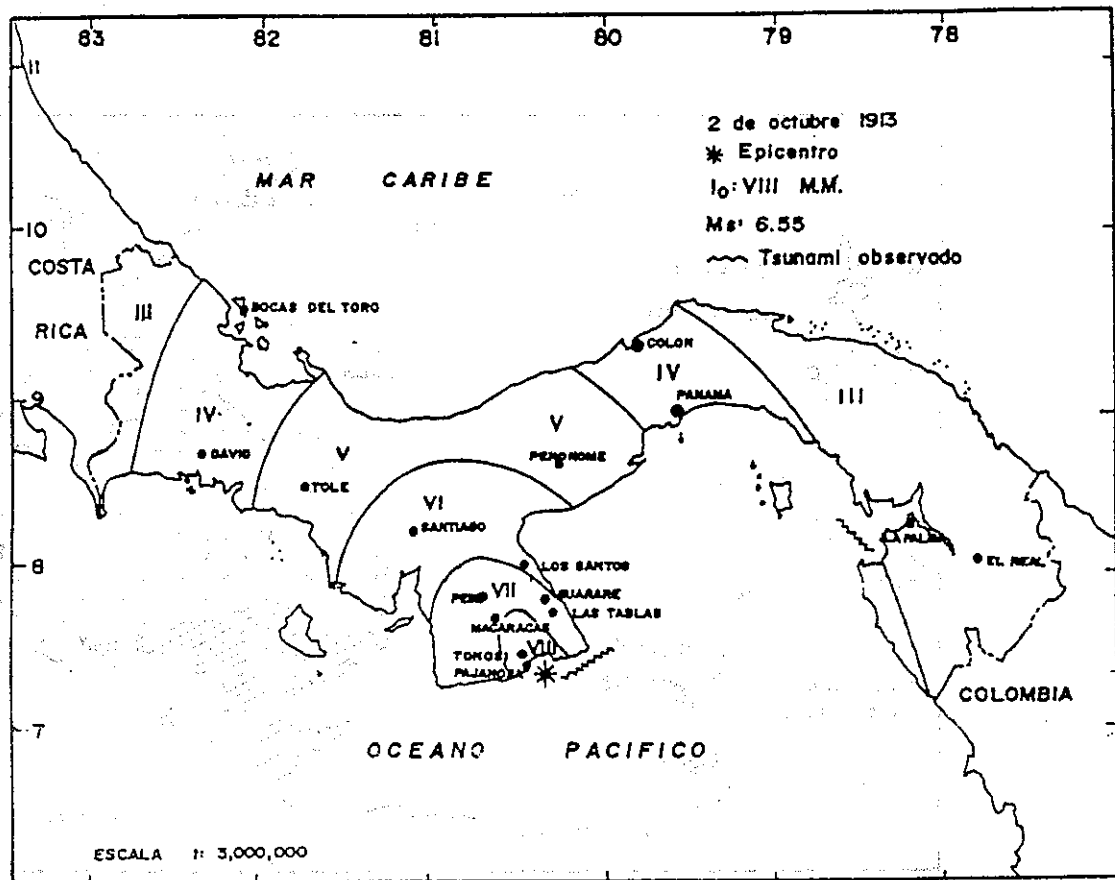 83 82 81 80 79 78
11
2 de octubre 1913
✳ Epicentro
MAR CARIBE
I₀: VIII M.M.
Ms: 6.55
10
Tsunami observado
COSTA
RICA
III
BOCAS DEL TORO
COLON
IV
III
9
PANAMA
IV
V
V
DAVID
PENONOME
TOLE
VI
SANTIAGO
LA PALMA
8
LOS SANTOS
EL REAL
VII
GUARARE
LAS TABLAS
MACARACAS
TONOSI
VIII
COLOMBIA
7
OCEANO PACIFICO
ESCALA 1: 3,000,000